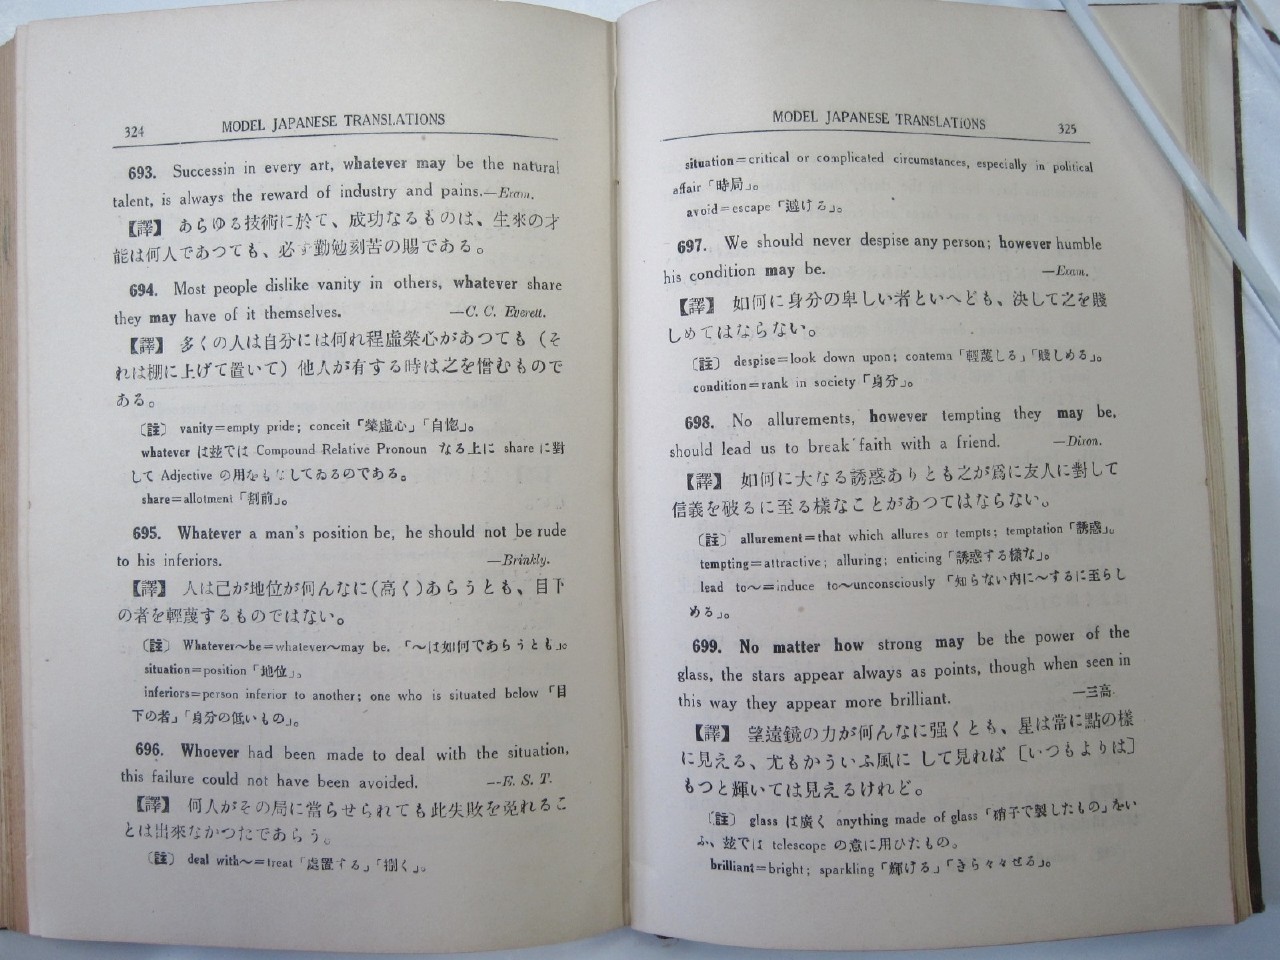 324
MODEL JAPANESE TRANSLATIONS
693. Successin in every art, whatever may be the natural
talent, is always the reward of industry and pains.—Exam.
【譯】 あらゆる技術に於て、成功なるものは、生來の才
能は何人であつても、必ず勤勉刻苦の賜である。
694. Most people dislike vanity in others, whatever share
they may have of it themselves. —C. C. Everett.
【譯】 多くの人は自分には何れ程虛榮心があつても（そ
れは棚に上げて置いて）他人が有する時は之を憎むもので
ある。
〔註〕 vanity=empty pride; conceit「榮虛心」「自惚」。
whatever は玆では Compound Relative Pronoun なる上に share に對
して Adjective の用をもなしてゐるのである。
share=allotment「割前」。
695. Whatever a man's position be, he should not be rude
to his inferiors. —Brinkly.
【譯】 人は己が地位が何んなに(高く)あらうとも、目下
の者を輕蔑するものではない。
〔註〕 Whatever～be=whatever～may be.「～は如何であらうとも」。
situation=position「地位」。
inferiors=person inferior to another; one who is situated below「目
下の者」「身分の低いもの」。
696. Whoever had been made to deal with the situation,
this failure could not have been avoided. —E. S. T.
【譯】 何人がその局に當らせられても此失敗を免れるこ
とは出來なかつたであらう。
〔註〕 deal with～=treat「處置する」「捌く」。
MODEL JAPANESE TRANSLATIONS
325
situation=critical or complicated circumstances, especially in political
affair「時局」。
avoid=escape「避ける」。
697. We should never despise any person; however humble
his condition may be. —Exam.
【譯】 如何に身分の卑しい者といへども、決して之を賤
しめてはならない。
〔註〕 despise=look down upon; contemn「輕蔑しる」「賤しめる」。
condition=rank in society「身分」。
698. No allurements, however tempting they may be,
should lead us to break faith with a friend. —Dixon.
【譯】 如何に大なる誘惑ありとも之が爲に友人に對して
信義を破るに至る樣なことがあつてはならない。
〔註〕 allurement=that which allures or tempts; temptation「誘惑」。
tempting=attractive; alluring; enticing「誘惑する樣な」。
lead to～=induce to～unconsciously「知らない内に～するに至らし
める」。
699. No matter how strong may be the power of the
glass, the stars appear always as points, though when seen in
this way they appear more brilliant. —三高.
【譯】 望遠鏡の力が何んなに强くとも、星は常に點の樣
に見える、尤もかういふ風に して見れば［いつもよりは］
もつと輝いては見えるけれど。
〔註〕 glass は廣く anything made of glass「硝子で製したもの」をい
ふ、玆では telescope の意に用ひたもの。
brilliant=bright; sparkling「輝ける」「きら々々せる」。